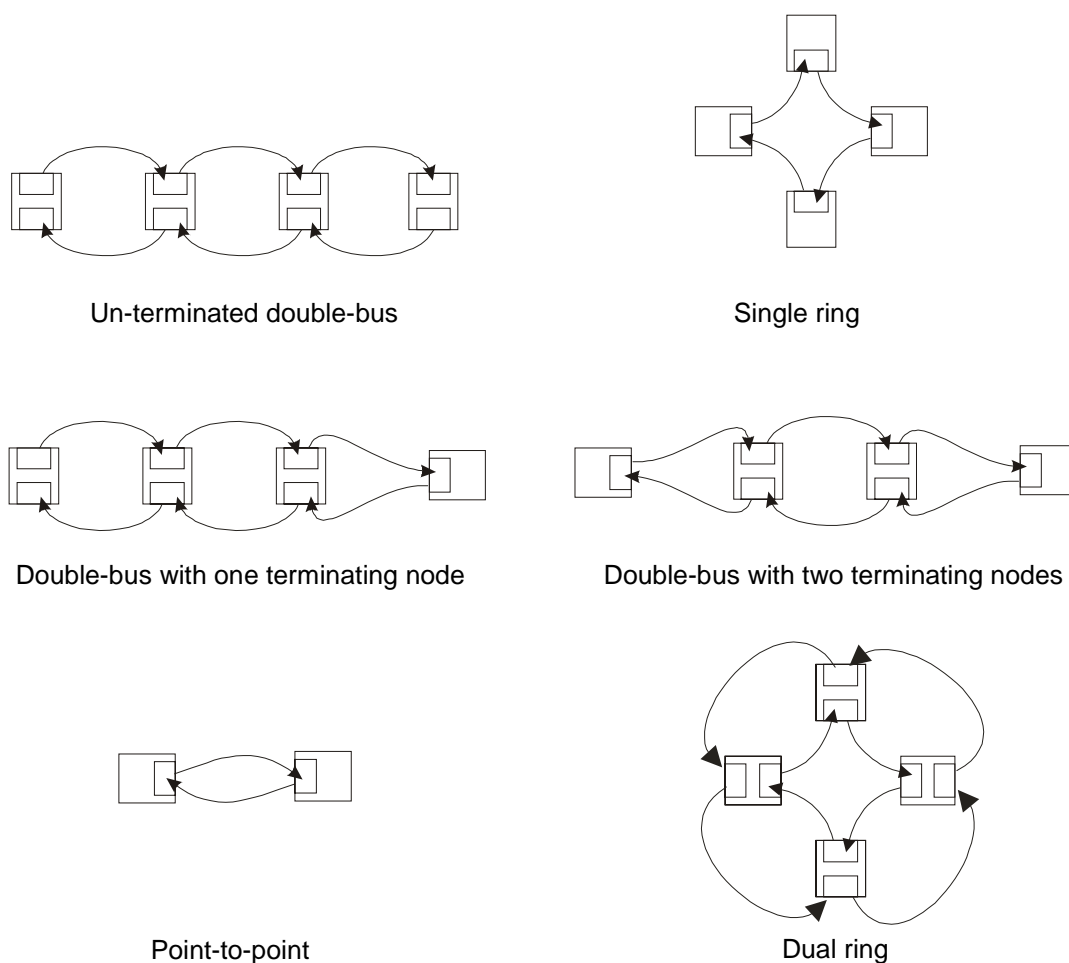 Un-terminated double-bus
Single ring
Double-bus with one terminating node
Double-bus with two terminating nodes
Point-to-point
Dual ring